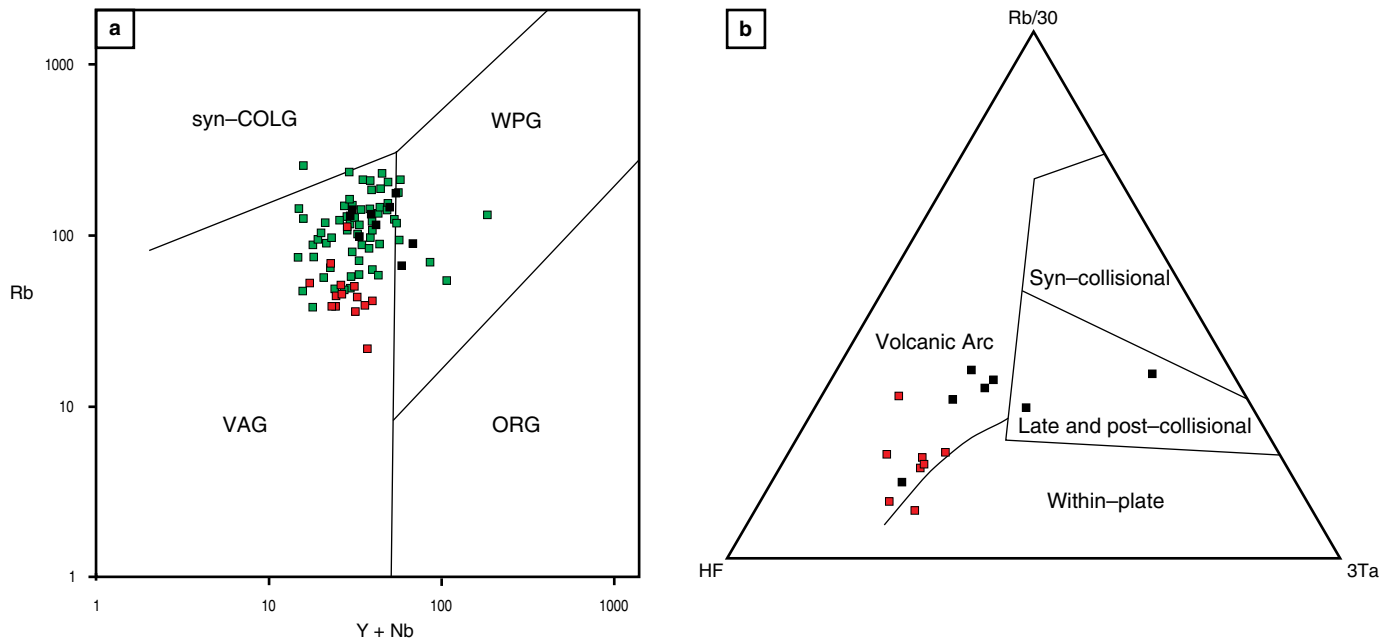 a
1000
100
10
1
Rb
1
10
100
1000
Y + Nb
syn–COLG
WPG
VAG
ORG
b
Rb/30
Syn–collisional
Volcanic Arc
Late and post–collisional
Within–plate
HF
3Ta